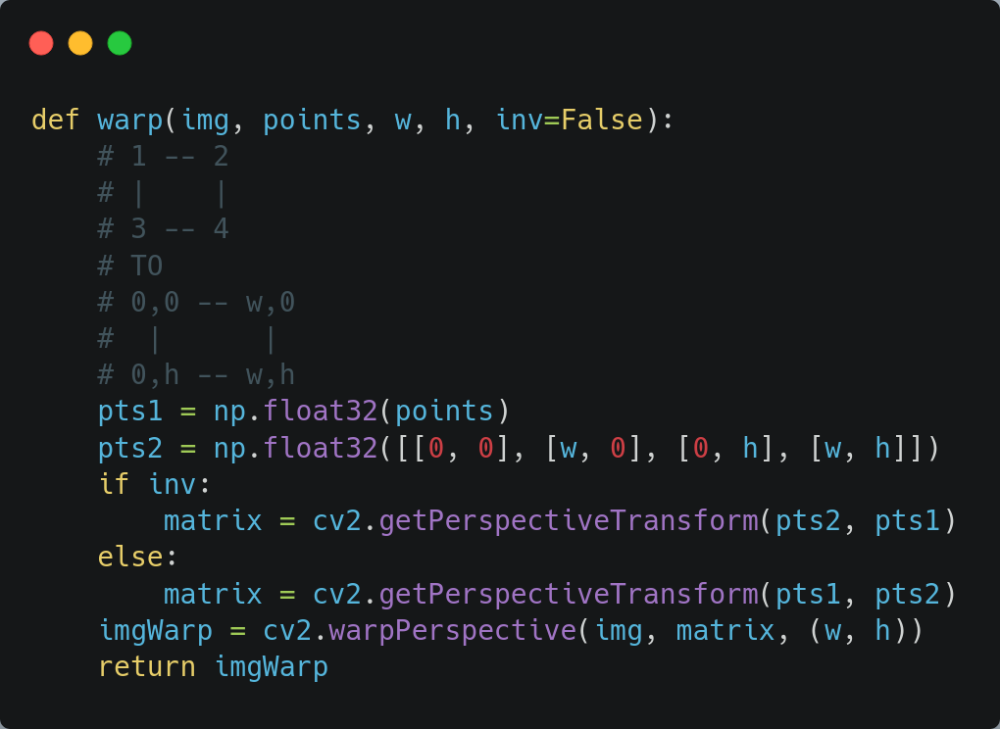 def warp(img, points, w, h, inv=False):
    # 1 -- 2
    # |    |
    # 3 -- 4
    # TO
    # 0,0 -- w,0
    #  |      |
    # 0,h -- w,h
    pts1 = np.float32(points)
    pts2 = np.float32([[0, 0], [w, 0], [0, h], [w, h]])
    if inv:
        matrix = cv2.getPerspectiveTransform(pts2, pts1)
    else:
        matrix = cv2.getPerspectiveTransform(pts1, pts2)
    imgWarp = cv2.warpPerspective(img, matrix, (w, h))
    return imgWarp